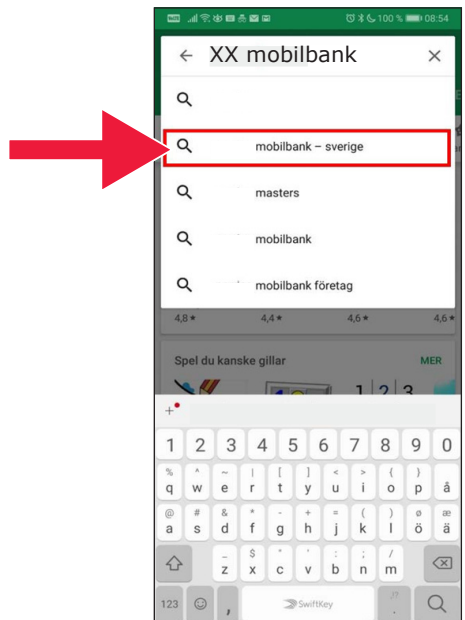 100 % 08:54
XX mobilbank
mobilbank – sverige
masters
mobilbank
mobilbank företag
4,8★ 4,4★ 4,6★ 4,6★
Spel du kanske gillar MER
1 2 3
1 2 3 4 5 6 7 8 9 0
% ^ ~ | [ ] < > { }
q w e r t y u i o p å
@ # & * - + = ( ) ø æ
a s d f g h j k l ö ä
_ $ " ' : ; /
z x c v b n m
123 , SwiftKey .